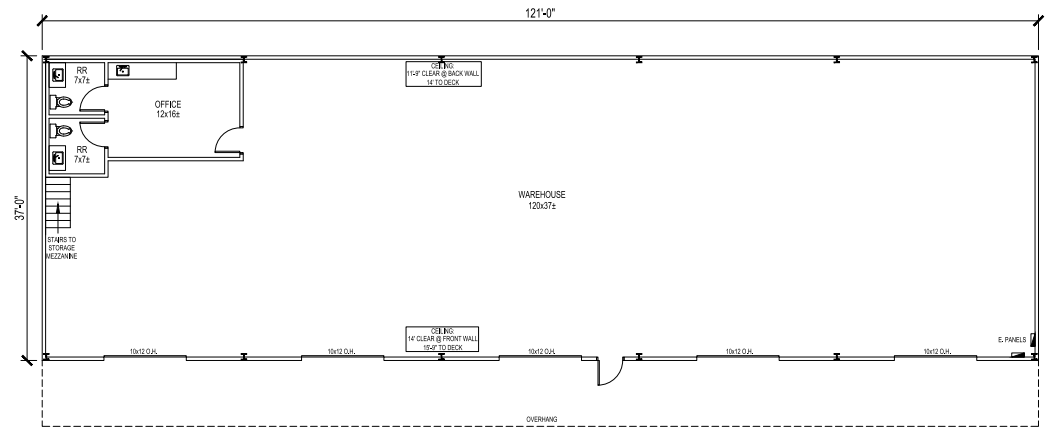 121'-0"
RR
7x7±
CEILING:
11'-9" CLEAR @ BACK WALL
14' TO DECK
OFFICE
12x16±
RR
7x7±
WAREHOUSE
120x37±
37'-0"
STAIRS TO
STORAGE
MEZZANINE
CEILING:
14' CLEAR @ FRONT WALL
15'-9" TO DECK
E. PANELS
10x12 O.H.
10x12 O.H.
10x12 O.H.
10x12 O.H.
10x12 O.H.
OVERHANG